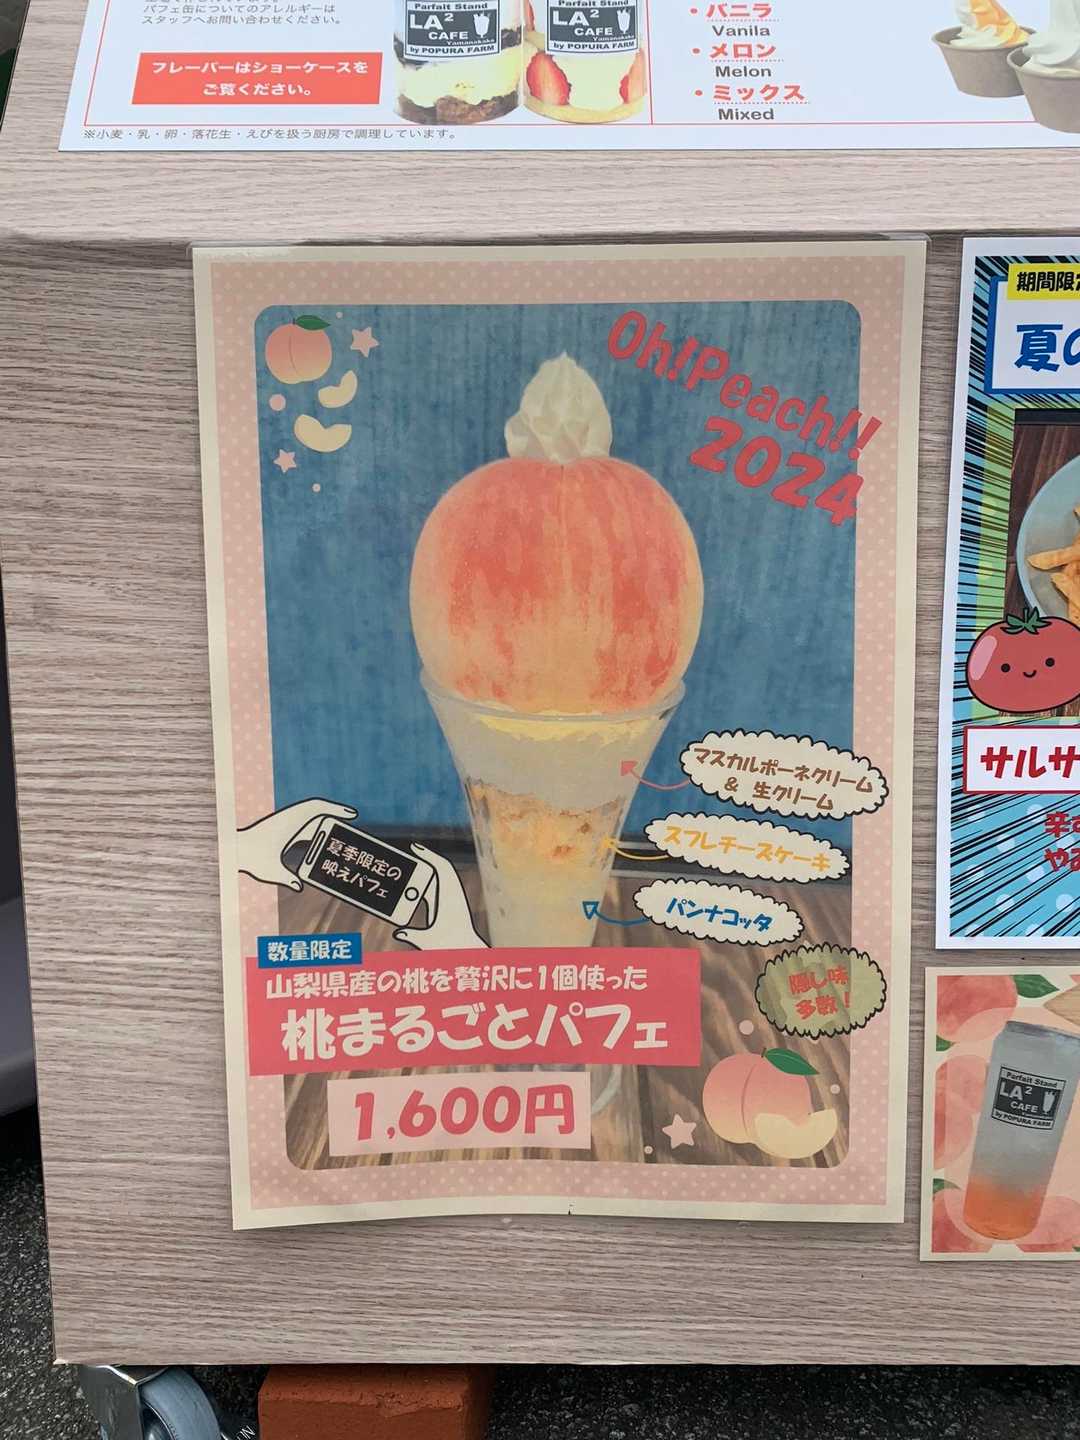 パフェ缶についてのアレルギーは
スタッフへお問い合わせください。
フレーバーはショーケースを
ご覧ください。
※小麦・乳・卵・落花生・えびを扱う厨房で調理しています。
Parfait Stand
LA² CAFE
Yamanakako
by POPURA FARM
Parfait Stand
LA² CAFE
Yamanakako
by POPURA FARM
・バニラ
Vanila
・メロン
Melon
・ミックス
Mixed
Oh!Peach!!
2024
マスカルポーネクリーム
& 生クリーム
スフレチーズケーキ
パンナコッタ
隠し味
多数!
夏季限定の
映えパフェ
数量限定
山梨県産の桃を贅沢に1個使った
桃まるごとパフェ
1,600円
期間限定
夏の
サルサ
Parfait Stand
LA² CAFE
by POPURA FARM